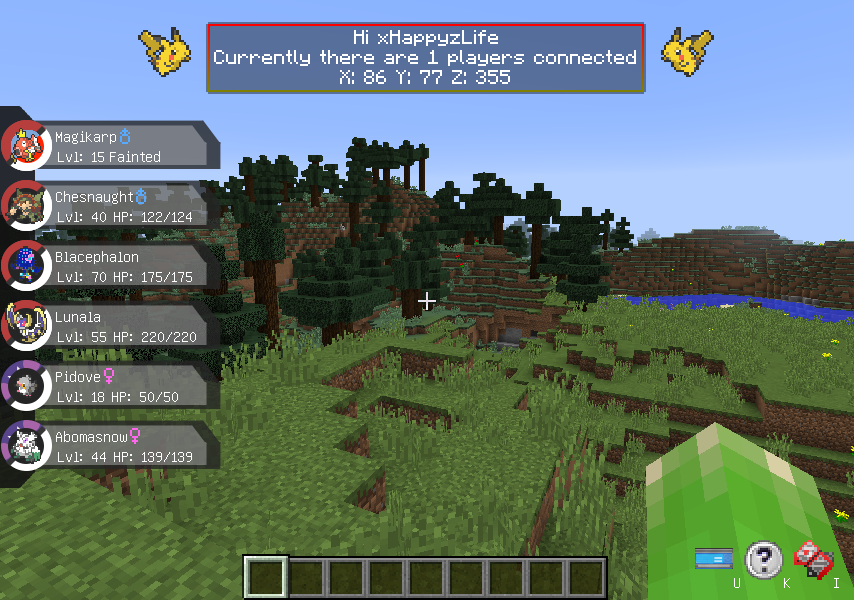 Hi xHappyzLife
Currently there are 1 players connected
X: 86 Y: 77 Z: 355
Magikarp♂
Lvl: 15 Fainted
Chesnaught♂
Lvl: 40 HP: 122/124
Blacephalon
Lvl: 70 HP: 175/175
Lunala
Lvl: 55 HP: 220/220
Pidove♀
Lvl: 18 HP: 50/50
Abomasnow♀
Lvl: 44 HP: 139/139
?
U K I